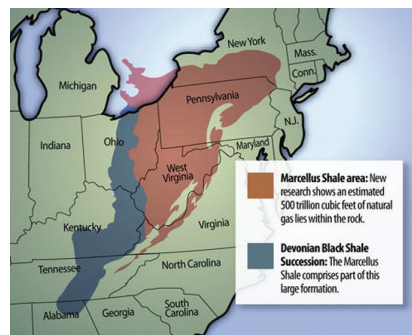 New York
Michigan
Mass.
Conn.
Pennsylvania
N.J.
Ohio
Indiana
Maryland
West
Virginia
Marcellus Shale area: New
research shows an estimated
500 trillion cubic feet of natural
gas lies within the rock.
Kentucky
Virginia
Devonian Black Shale
Succession: The Marcellus
Shale comprises part of this
large formation.
Tennessee
North Carolina
Alabama
Georgia
South
Carolina